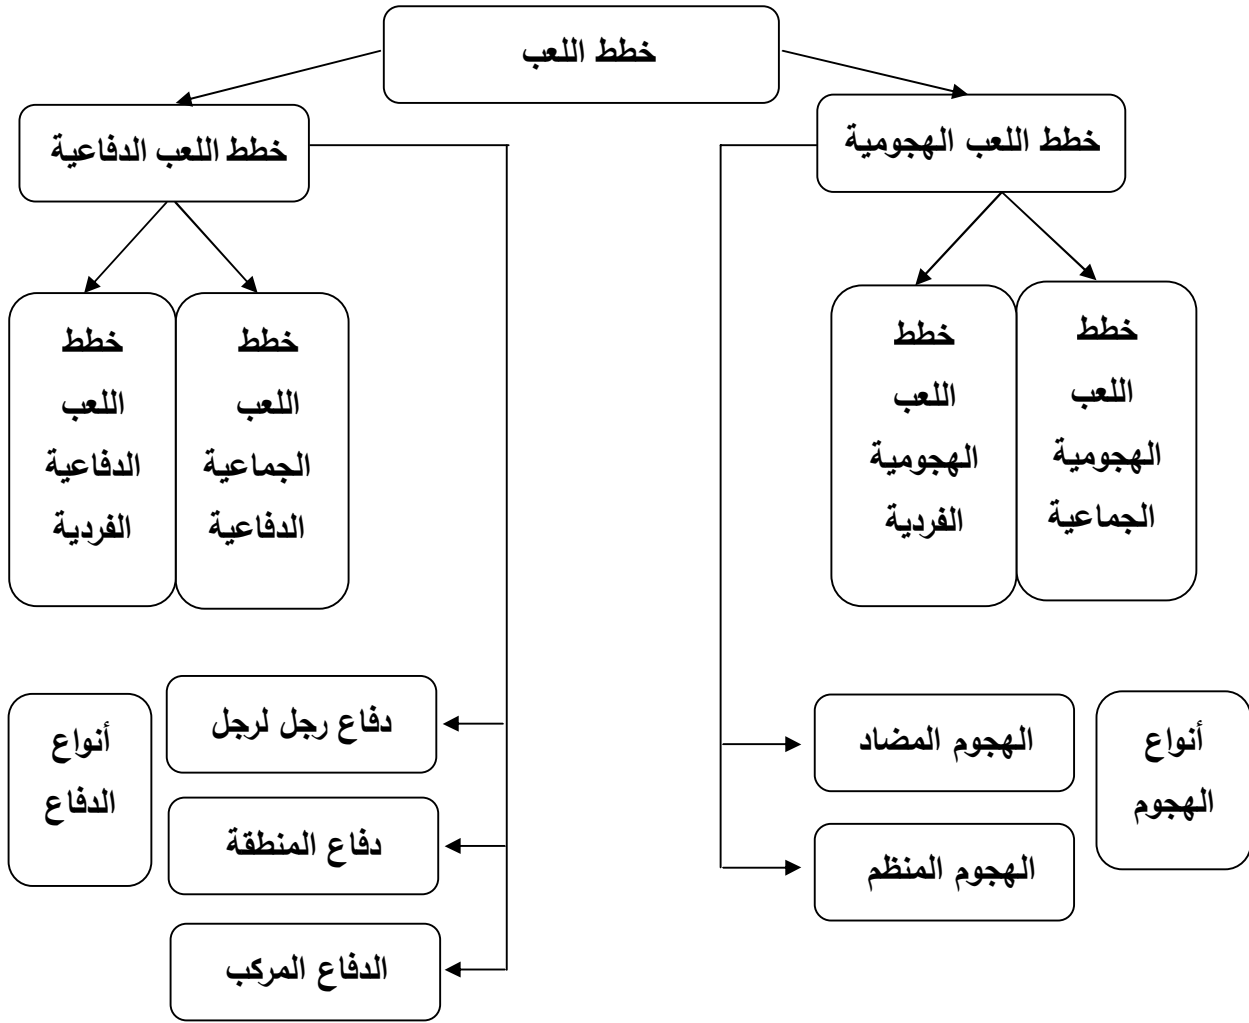 خطط اللعب
خطط اللعب الهجومية
خطط اللعب الدفاعية
خطط
اللعب
الهجومية
الجماعية
خطط
اللعب
الهجومية
الفردية
خطط
اللعب
الجماعية
الدفاعية
خطط
اللعب
الدفاعية
الفردية
أنواع
الهجوم
الهجوم المضاد
الهجوم المنظم
دفاع رجل لرجل
دفاع المنطقة
الدفاع المركب
أنواع
الدفاع